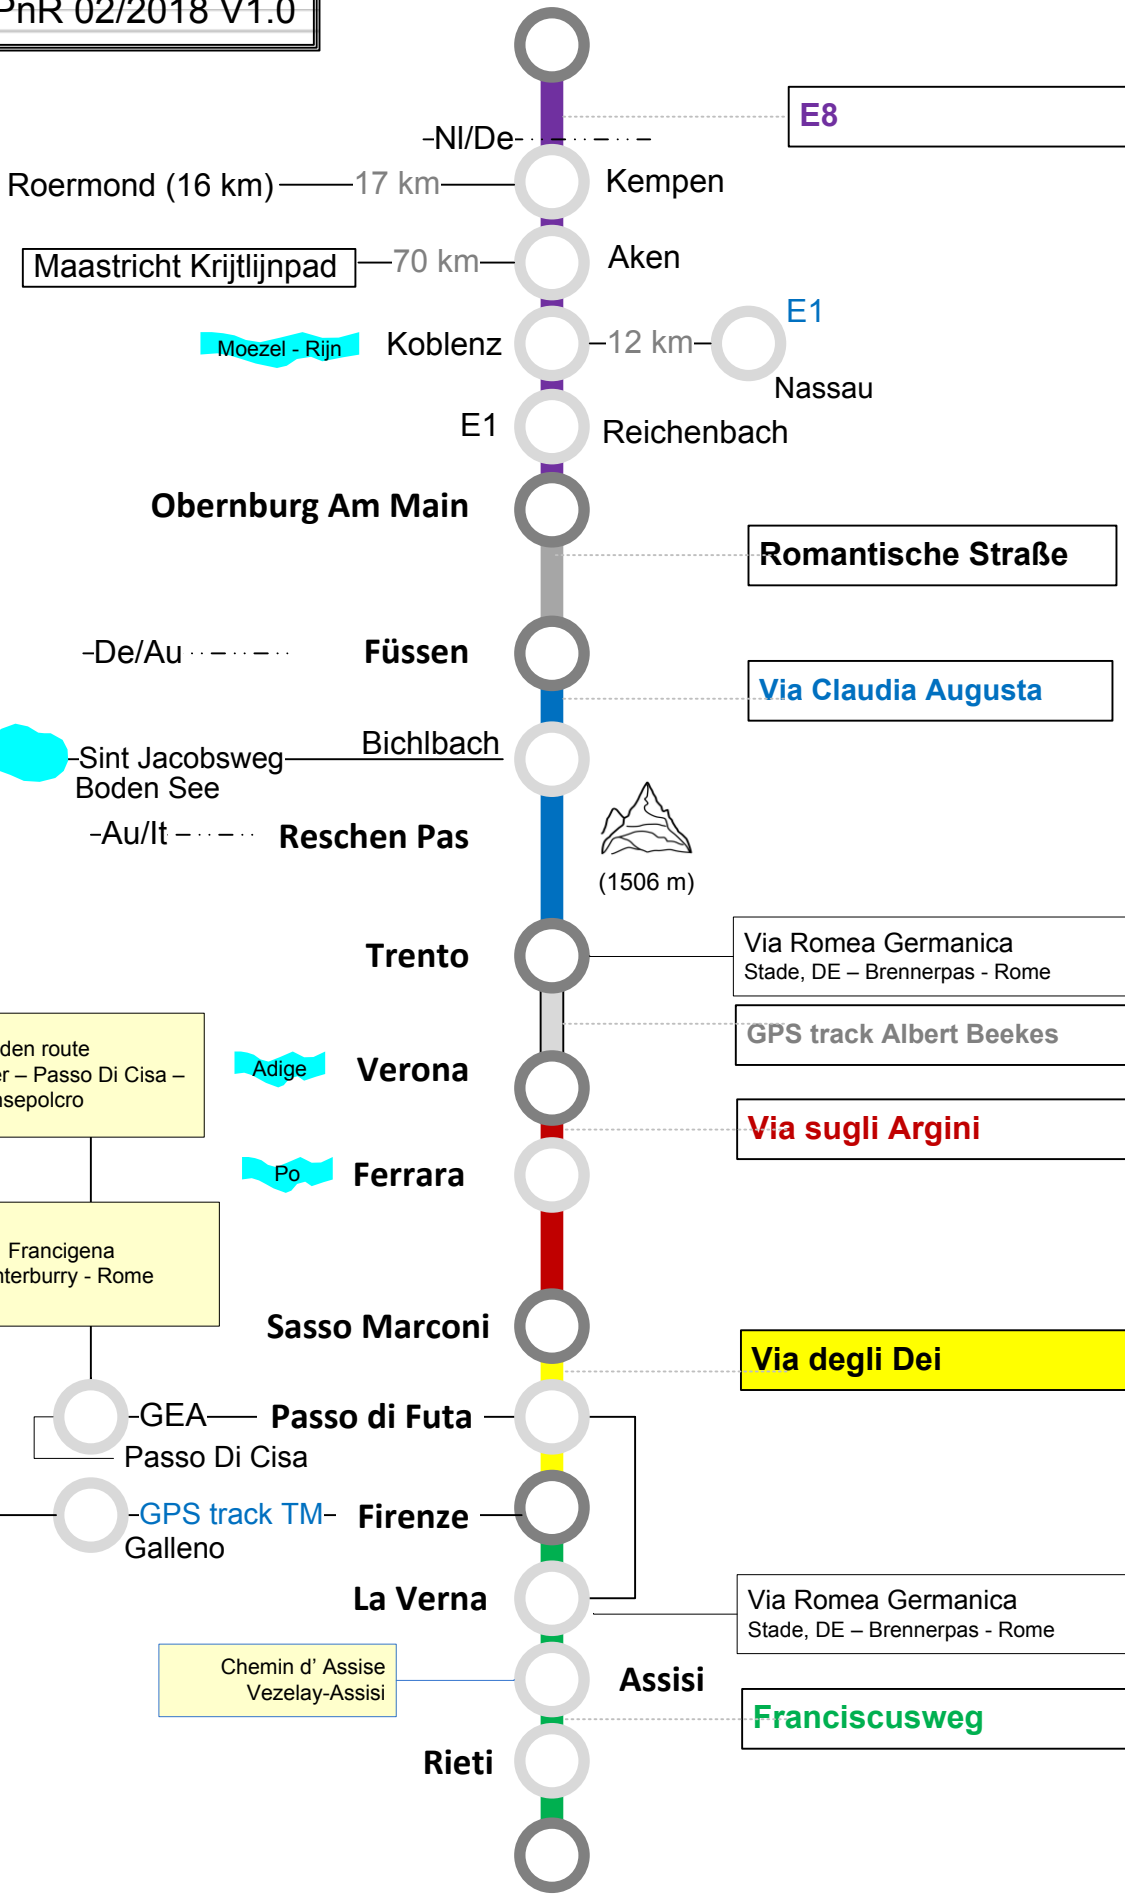 PnR 02/2018 V1.0
E8
-Nl/De-
Roermond (16 km)
17 km
Kempen
Maastricht Krijtlijnpad
70 km
Aken
Moezel - Rijn
Koblenz
12 km
E1
Nassau
E1
Reichenbach
Obernburg Am Main
Romantische Straße
-De/Au
Füssen
Via Claudia Augusta
Bichlbach
Sint Jacobsweg
Boden See
-Au/It
Reschen Pas
(1506 m)
Trento
Via Romea Germanica
Stade, DE – Brennerpas - Rome
GPS track Albert Beekes
den route
– Passo Di Cisa –
Adige
Verona
Via sugli Argini
Po
Ferrara
Francigena
- Rome
Sasso Marconi
Via degli Dei
GEA
Passo di Futa
Passo Di Cisa
GPS track TM
Firenze
Galleno
La Verna
Via Romea Germanica
Stade, DE – Brennerpas - Rome
Chemin d' Assise
Vezelay-Assisi
Assisi
Franciscusweg
Rieti